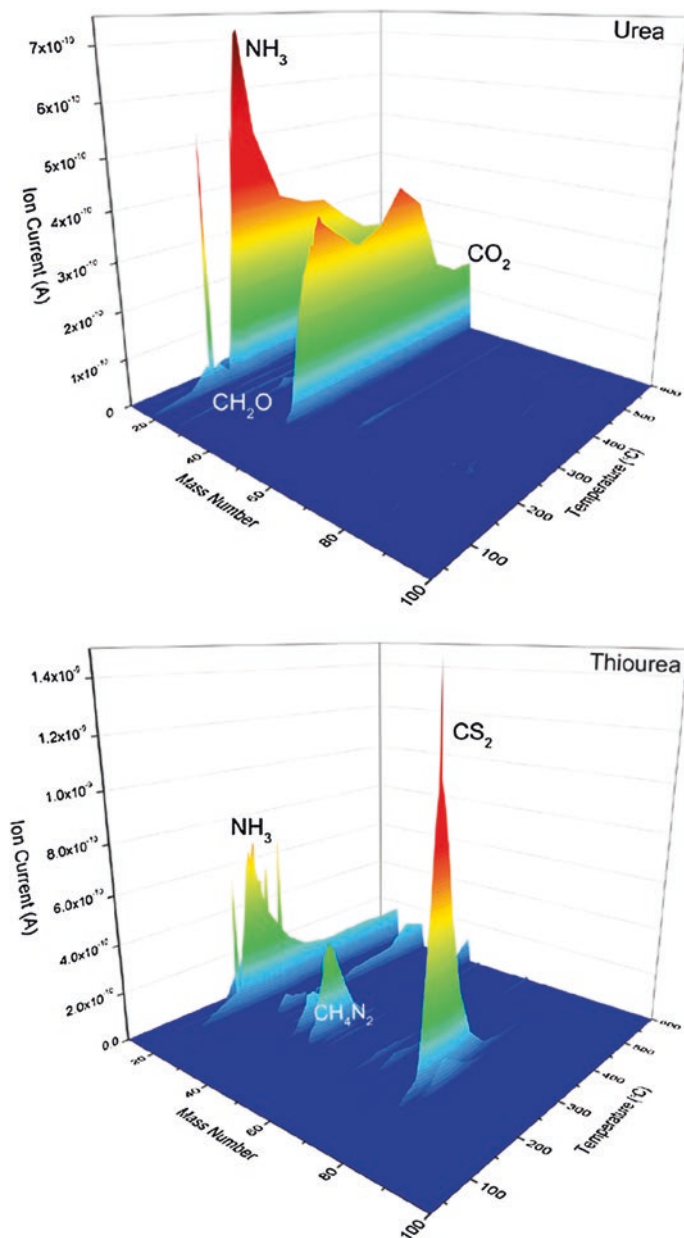 Urea
NH₃
CO₂
CH₂O
7x10⁻¹⁰
6x10⁻¹⁰
5x10⁻¹⁰
4x10⁻¹⁰
3x10⁻¹⁰
2x10⁻¹⁰
1x10⁻¹⁰
0
Ion Current (A)
20
40
60
80
100
Mass Number
100
200
300
400
500
600
Temperature (°C)
Thiourea
CS₂
NH₃
CH₄N₂
1.4x10⁻⁹
1.2x10⁻⁹
1.0x10⁻⁹
8.0x10⁻¹⁰
6.0x10⁻¹⁰
4.0x10⁻¹⁰
2.0x10⁻¹⁰
0.0
Ion Current (A)
20
40
60
80
100
Mass Number
100
200
300
400
500
600
Temperature (°C)